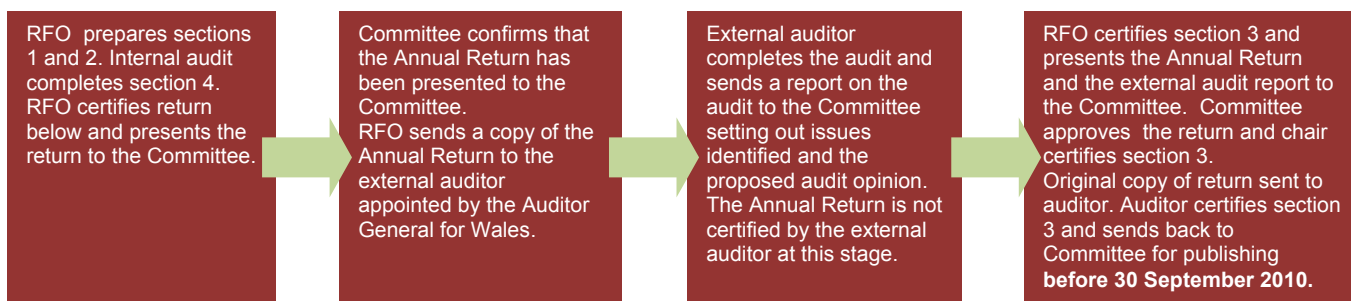 RFO prepares sections
1 and 2. Internal audit
completes section 4.
RFO certifies return
below and presents the
return to the Committee.
Committee confirms that
the Annual Return has
been presented to the
Committee.
RFO sends a copy of the
Annual Return to the
external auditor
appointed by the Auditor
General for Wales.
External auditor
completes the audit and
sends a report on the
audit to the Committee
setting out issues
identified and the
proposed audit opinion.
The Annual Return is not
certified by the external
auditor at this stage.
RFO certifies section 3 and
presents the Annual Return
and the external audit report
to the Committee. Committee
approves the return and chair
certifies section 3.
Original copy of return sent to
auditor. Auditor certifies section
3 and sends back to
Committee for publishing
before 30 September 2010.